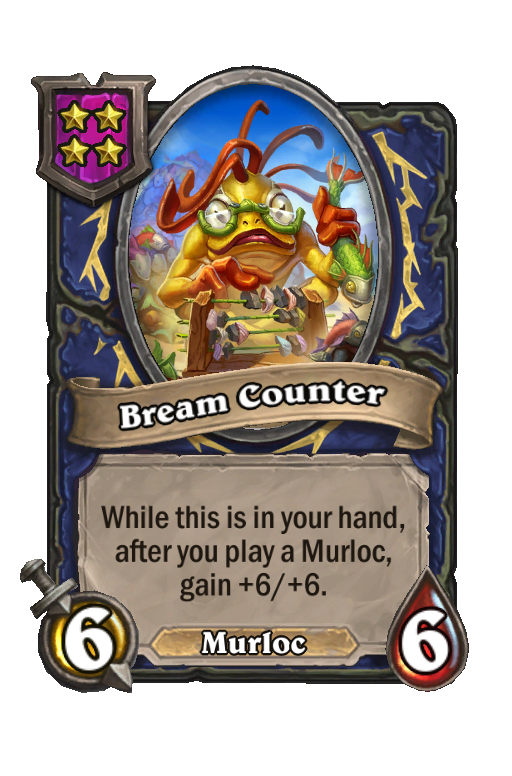 Bream Counter
While this is in your hand,
after you play a Murloc,
gain +6/+6.
6
Murloc
6